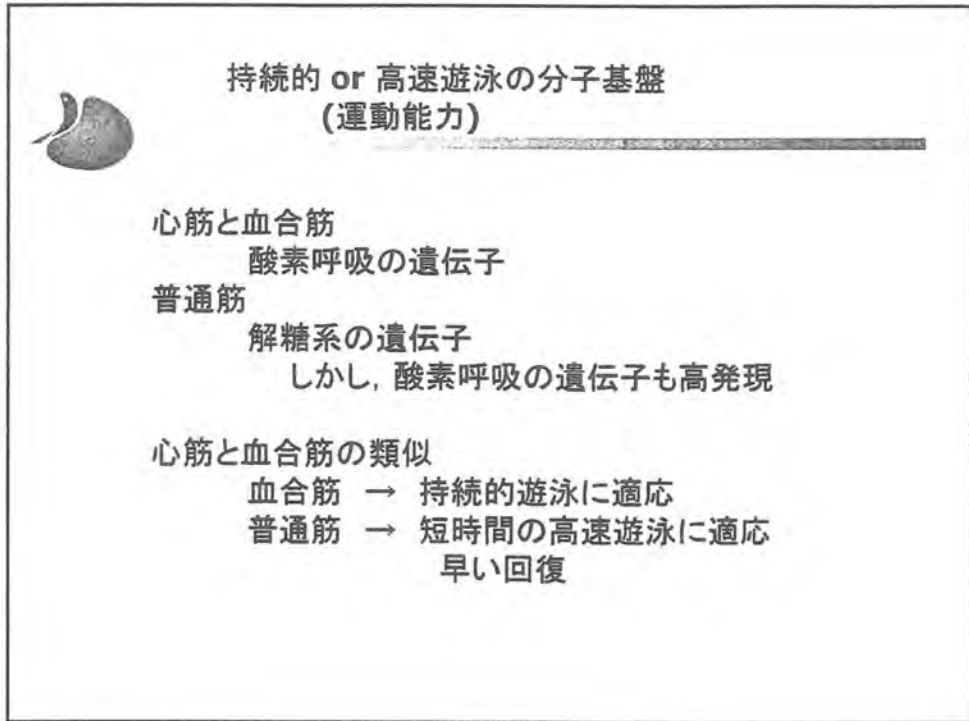 持続的 or 高速遊泳の分子基盤
(運動能力)
心筋と血合筋
酸素呼吸の遺伝子
普通筋
解糖系の遺伝子
しかし, 酸素呼吸の遺伝子も高発現
心筋と血合筋の類似
血合筋 → 持続的遊泳に適応
普通筋 → 短時間の高速遊泳に適応
早い回復